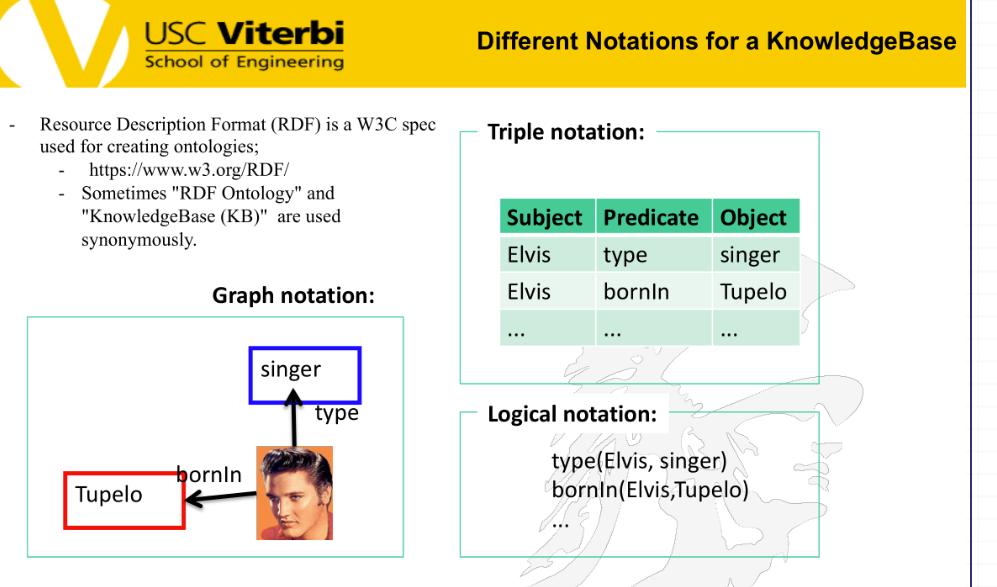 USC Viterbi
School of Engineering
Different Notations for a KnowledgeBase
- Resource Description Format (RDF) is a W3C spec
used for creating ontologies;
- https://www.w3.org/RDF/
- Sometimes "RDF Ontology" and
"KnowledgeBase (KB)" are used
synonymously.
Graph notation:
singer
type
bornIn
Tupelo
Triple notation:
Subject Predicate Object
Elvis type singer
Elvis bornIn Tupelo
... ... ...
Logical notation:
type(Elvis, singer)
bornIn(Elvis,Tupelo)
...